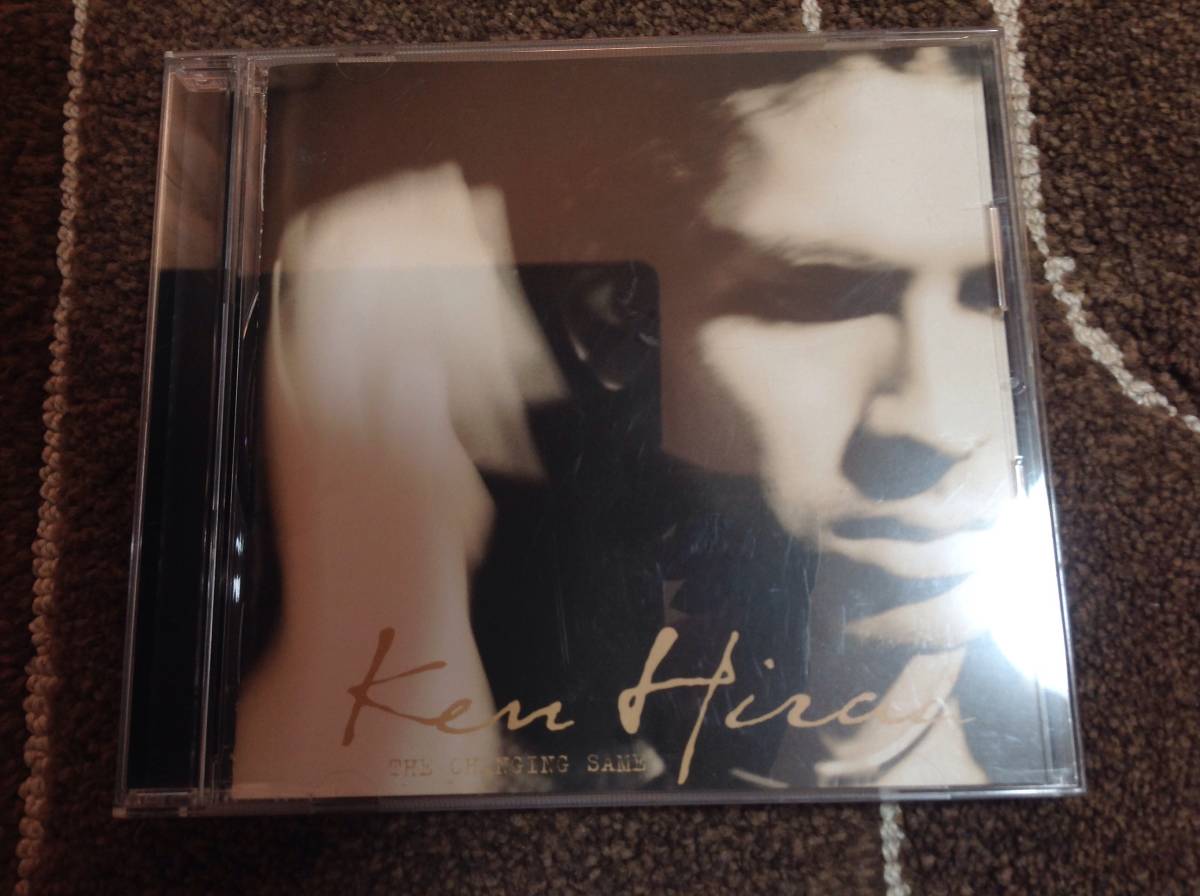 Ken Hirai
THE CHANGING SAME